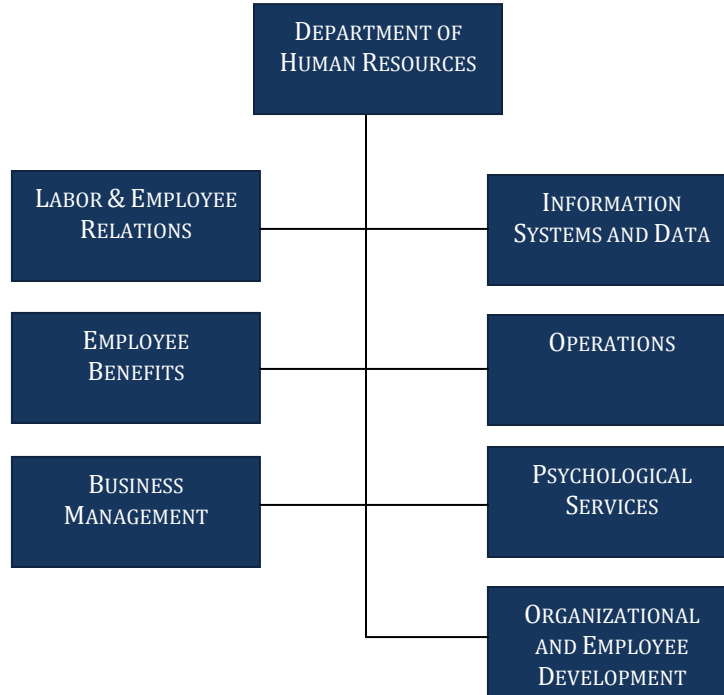 DEPARTMENT OF
HUMAN RESOURCES
LABOR & EMPLOYEE
RELATIONS
INFORMATION
SYSTEMS AND DATA
EMPLOYEE
BENEFITS
OPERATIONS
BUSINESS
MANAGEMENT
PSYCHOLOGICAL
SERVICES
ORGANIZATIONAL
AND EMPLOYEE
DEVELOPMENT